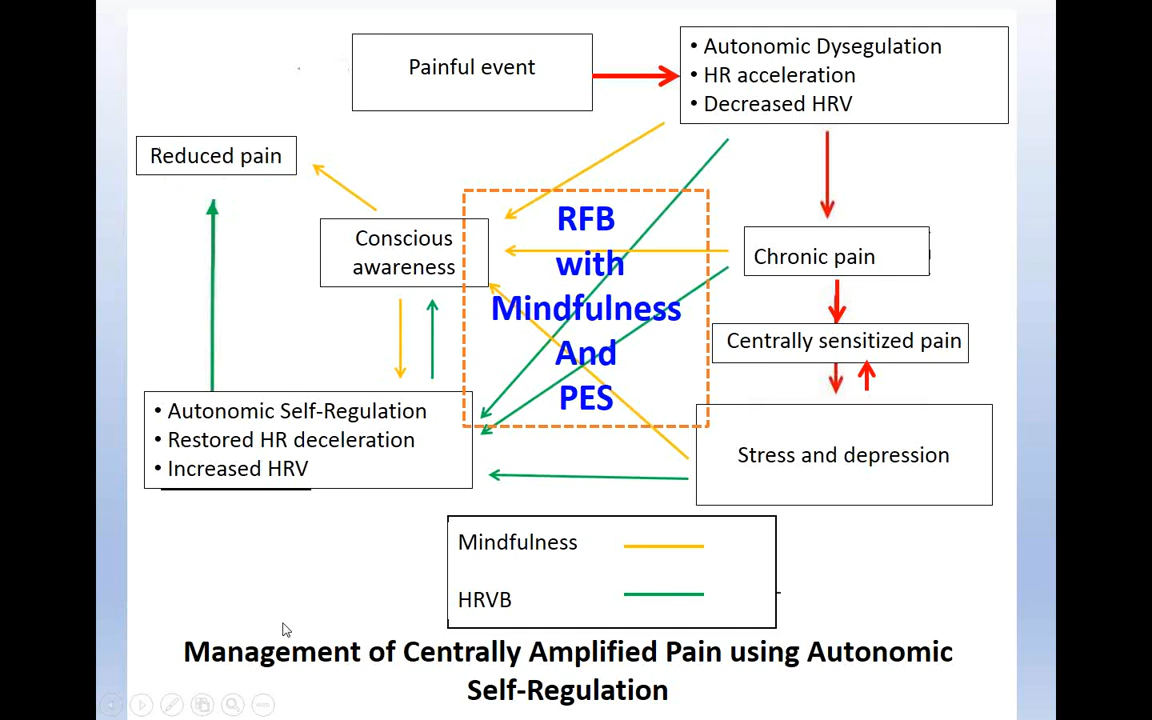 Painful event
• Autonomic Dysegulation
• HR acceleration
• Decreased HRV
Reduced pain
Conscious
awareness
RFB
with
Mindfulness
And
PES
Chronic pain
Centrally sensitized pain
• Autonomic Self-Regulation
• Restored HR deceleration
• Increased HRV
Stress and depression
Mindfulness
HRVB
Management of Centrally Amplified Pain using Autonomic
Self-Regulation